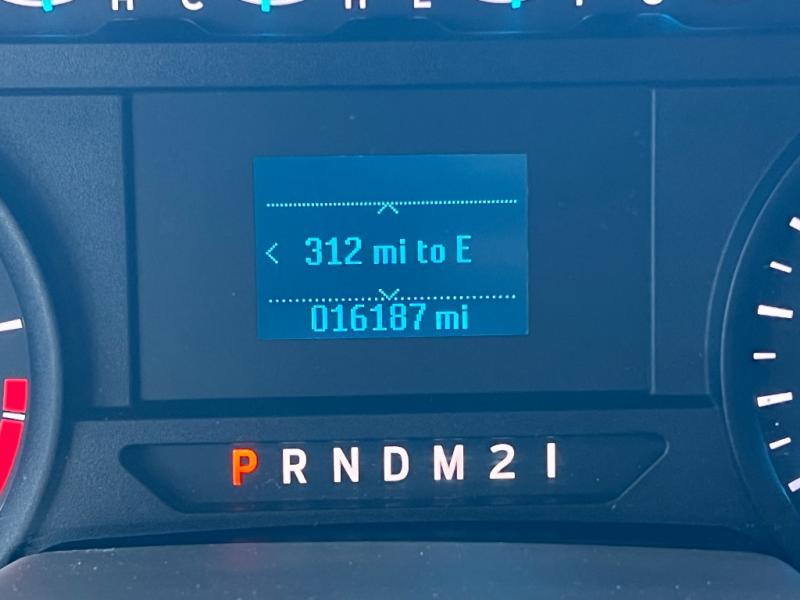 H C H E
312 mi to E
016187 mi
P R N D M 2 1